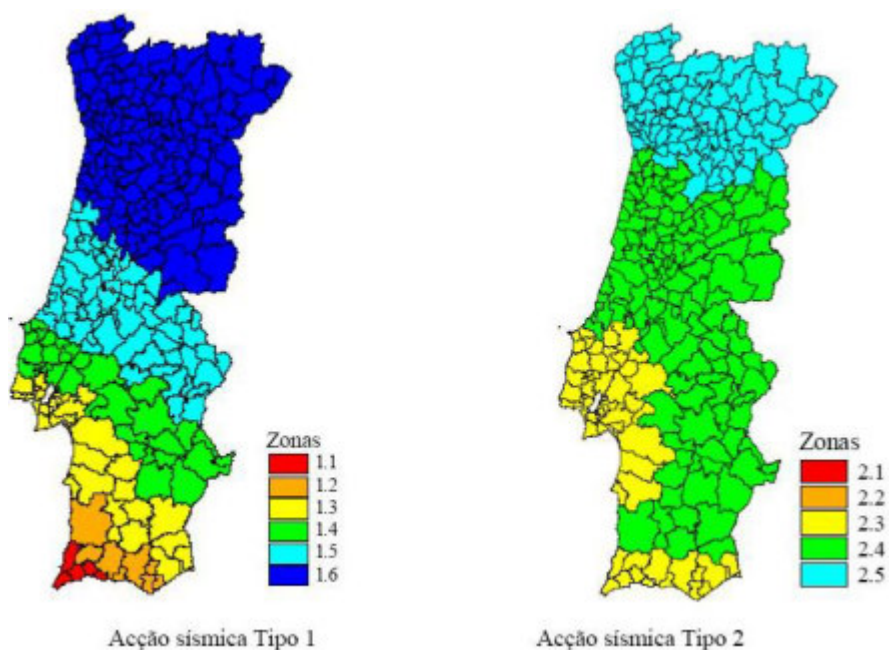 Zonas
1.1
1.2
1.3
1.4
1.5
1.6
Zonas
2.1
2.2
2.3
2.4
2.5
Acção sísmica Tipo 1
Acção sísmica Tipo 2